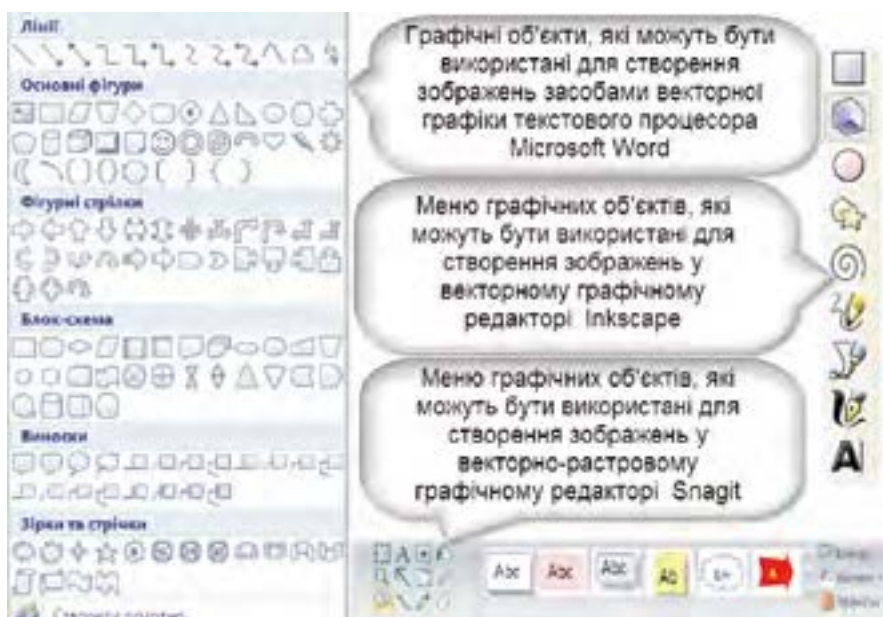 Лінії
Основні фігури
Фігурні стрілки
Блок-схема
Виноски
Зірки та стрічки
Графічні об'єкти, які можуть бути
використані для створення
зображень засобами векторної
графіки текстового процесора
Microsoft Word
Меню графічних об'єктів, які
можуть бути використані для
створення зображень у
векторному графічному
редакторі Inkscape
Меню графічних об'єктів, які
можуть бути використані для
створення зображень у
векторно-растровому
графічному редакторі Snagit
A
A
Abc
Abc
Abc
Ab